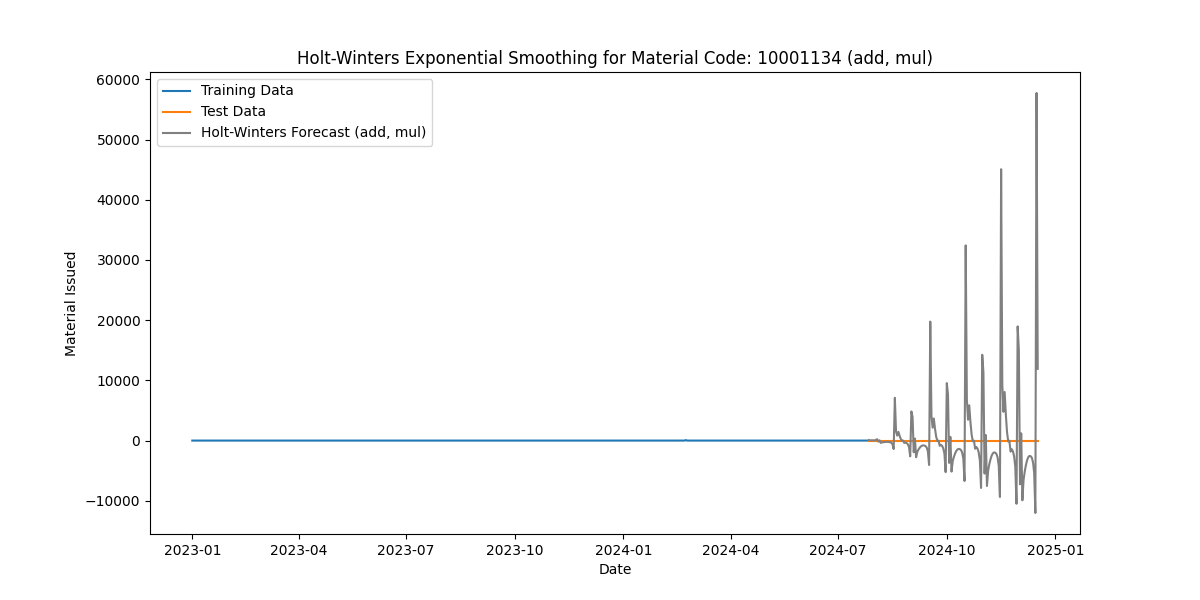 Holt-Winters Exponential Smoothing for Material Code: 10001134 (add, mul)
Training Data
Test Data
Holt-Winters Forecast (add, mul)
60000
50000
40000
30000
20000
10000
0
−10000
Material Issued
2023-01
2023-04
2023-07
2023-10
2024-01
2024-04
2024-07
2024-10
2025-01
Date